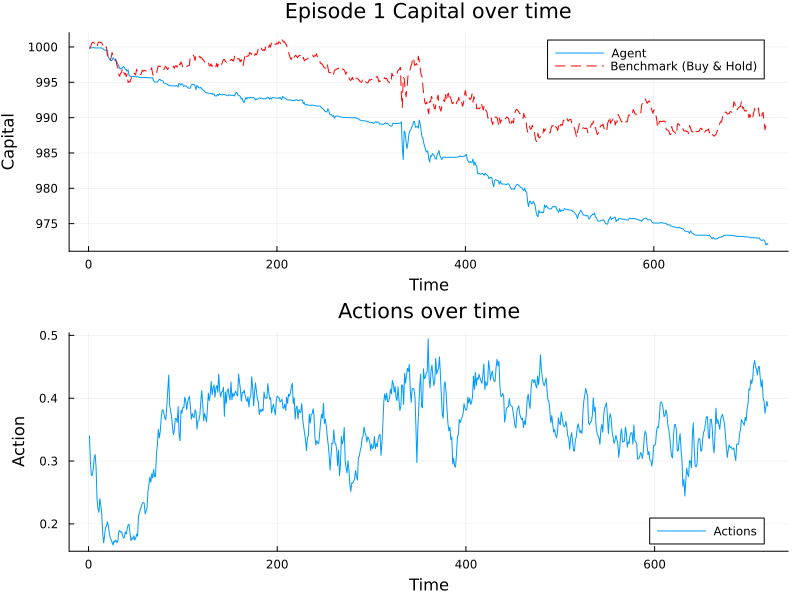 Episode 1 Capital over time
1000
995
990
985
980
975
Capital
Agent
Benchmark (Buy & Hold)
0
200
400
600
Time
Actions over time
0.5
0.4
0.3
0.2
Action
Actions
0
200
400
600
Time